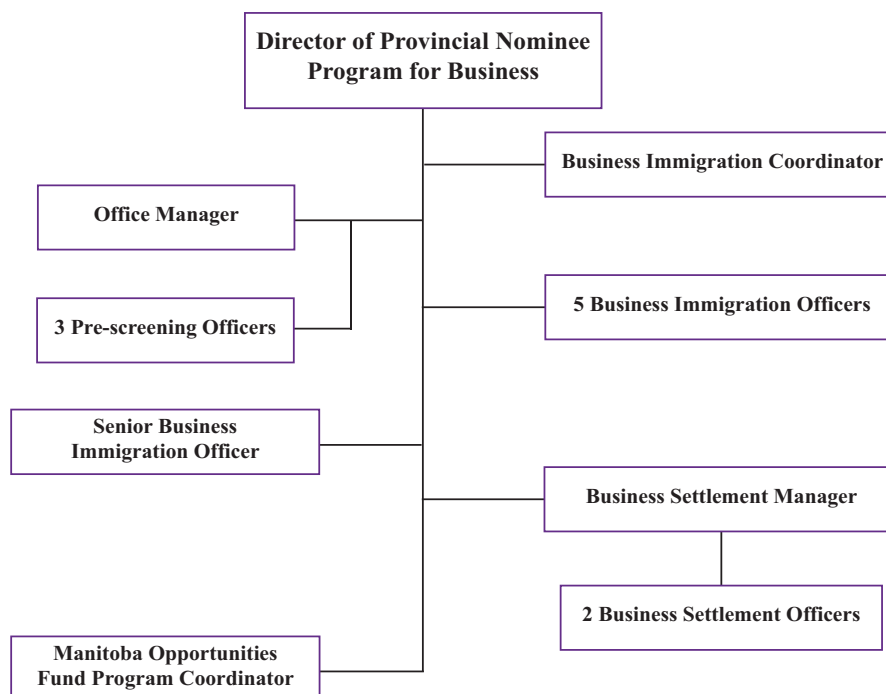 Director of Provincial Nominee
Program for Business
Business Immigration Coordinator
Office Manager
5 Business Immigration Officers
3 Pre-screening Officers
Senior Business
Immigration Officer
Business Settlement Manager
2 Business Settlement Officers
Manitoba Opportunities
Fund Program Coordinator